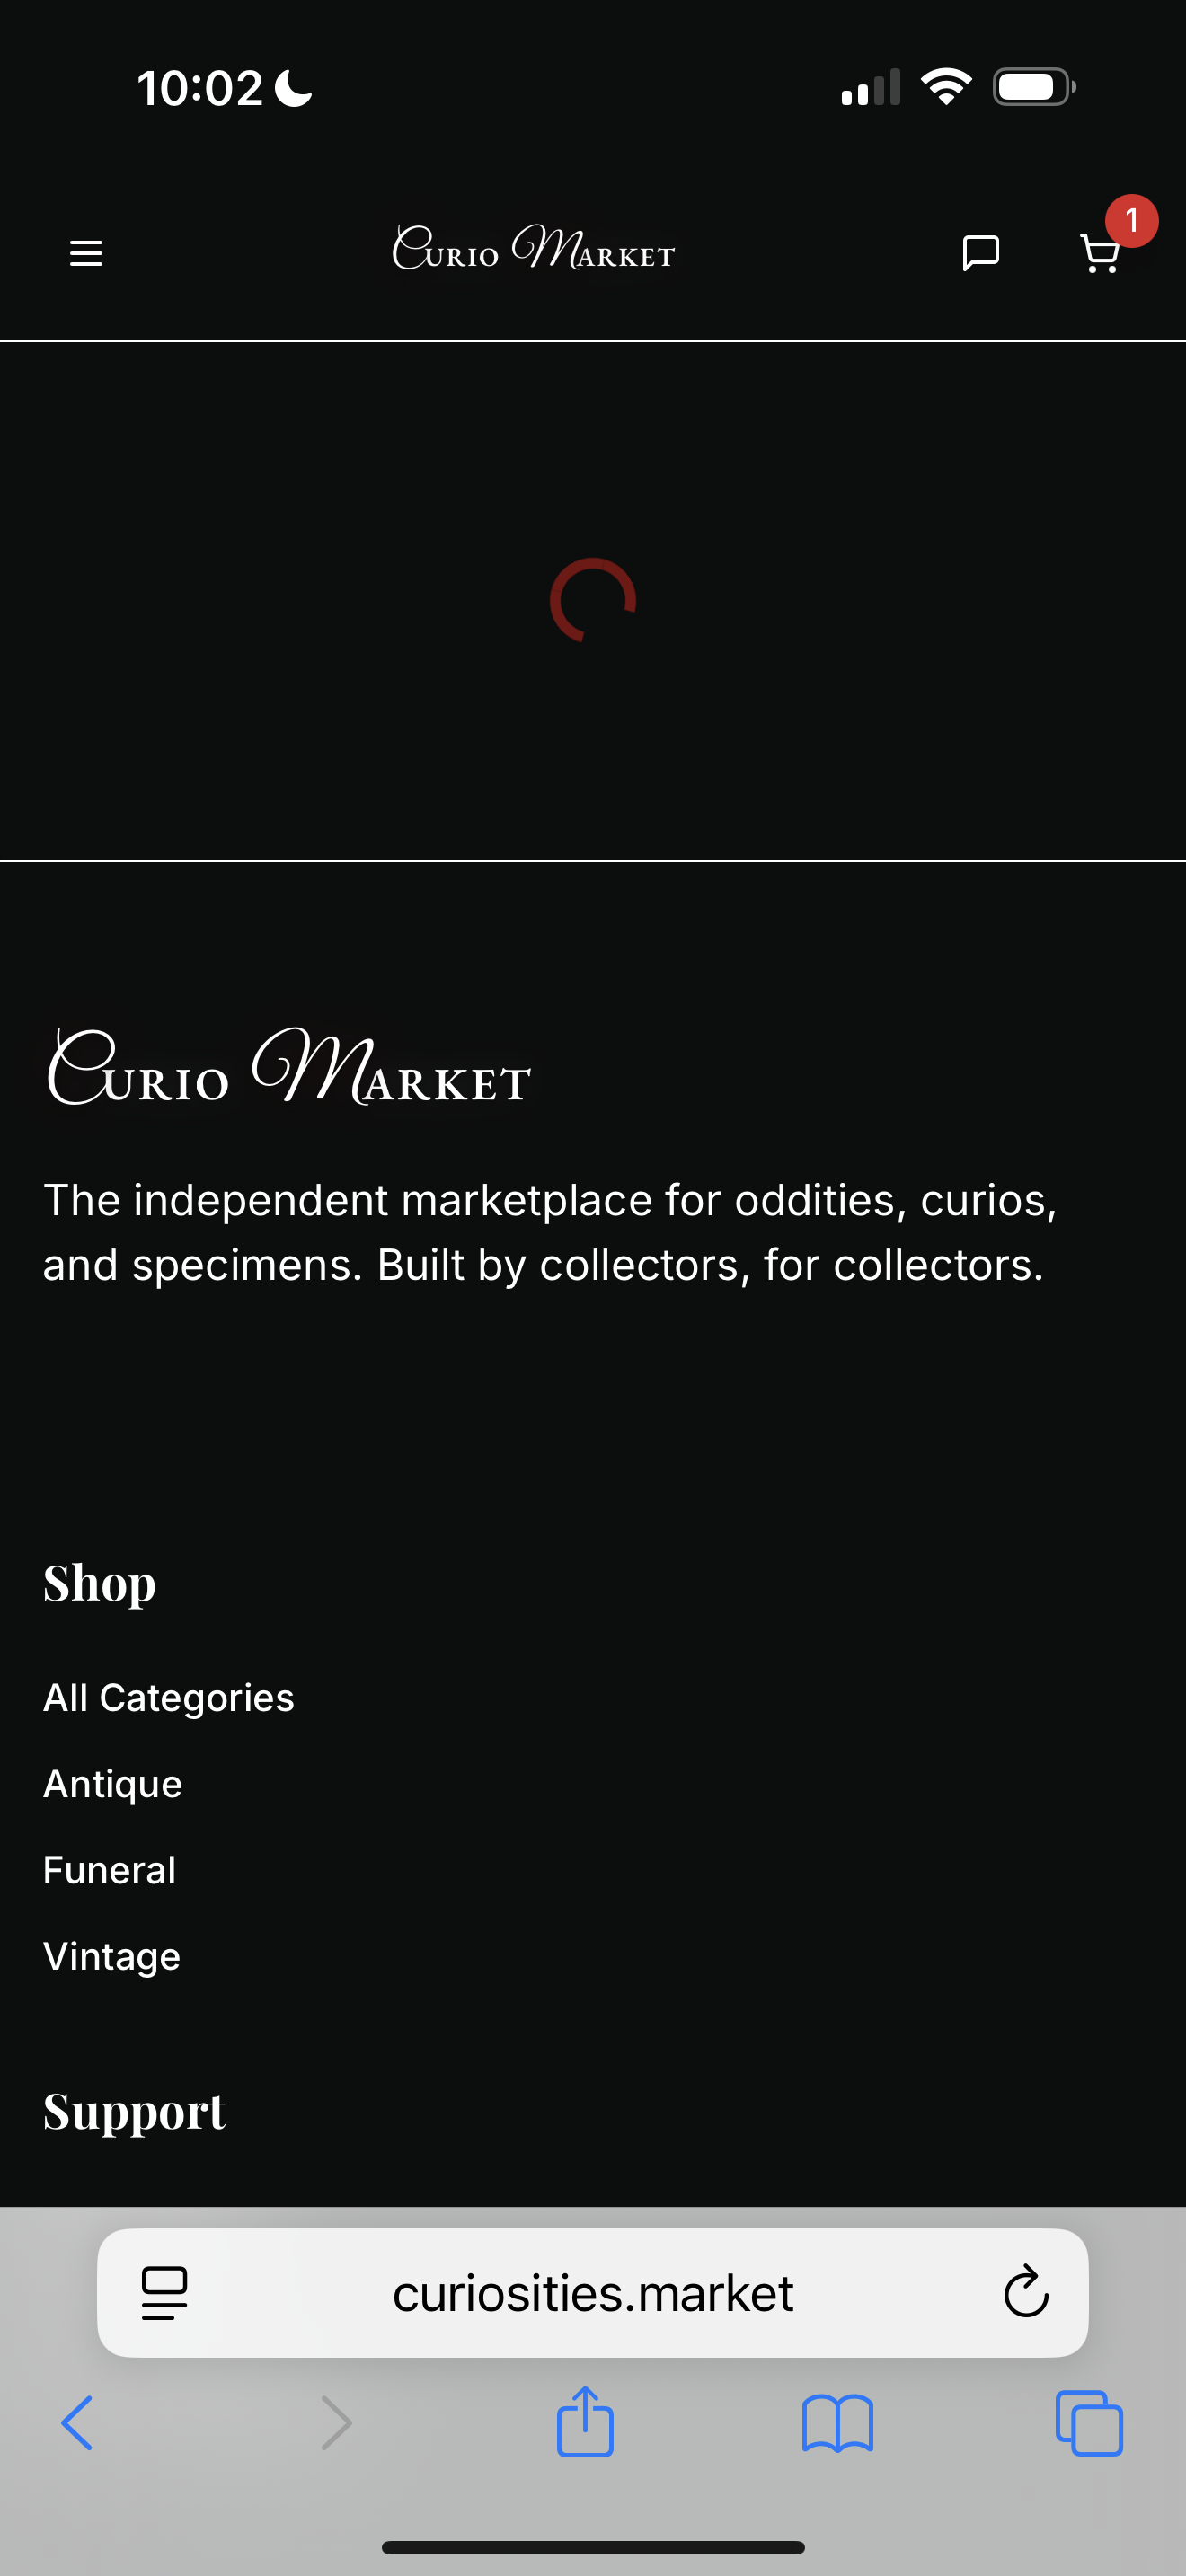 10:02
Curio Market
1
Curio Market
The independent marketplace for oddities, curios,
and specimens. Built by collectors, for collectors.
Shop
All Categories
Antique
Funeral
Vintage
Support
curiosities.market